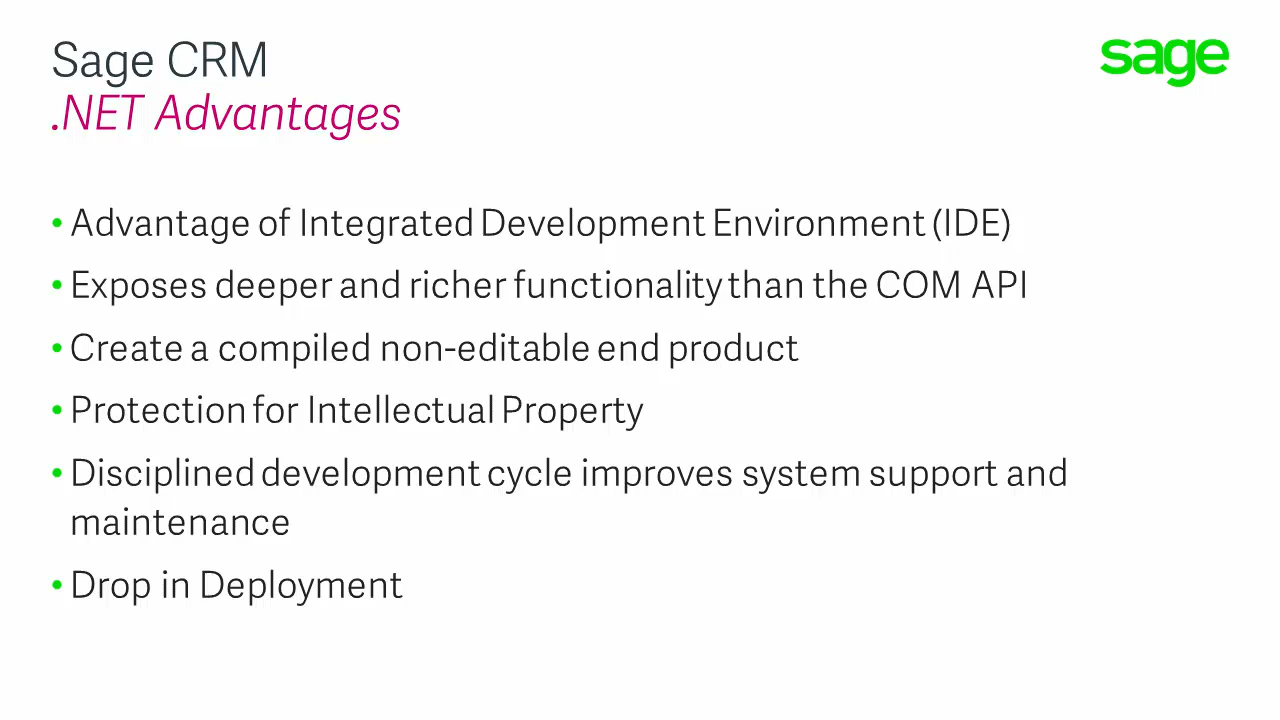 Sage CRM
sage
.NET Advantages
• Advantage of Integrated Development Environment (IDE)
• Exposes deeper and richer functionality than the COM API
• Create a compiled non-editable end product
• Protection for Intellectual Property
• Disciplined development cycle improves system support and
maintenance
• Drop in Deployment